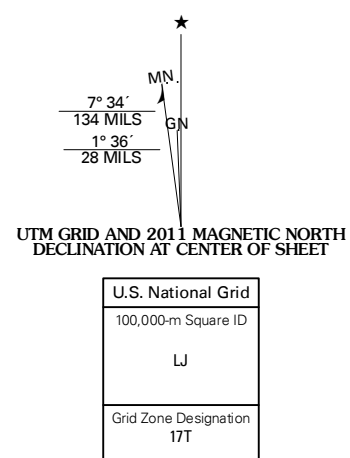 ★
MN.
7° 34´
134 MILS
GN
1° 36´
28 MILS
UTM GRID AND 2011 MAGNETIC NORTH
DECLINATION AT CENTER OF SHEET
U.S. National Grid
100,000-m Square ID
LJ
Grid Zone Designation
17T